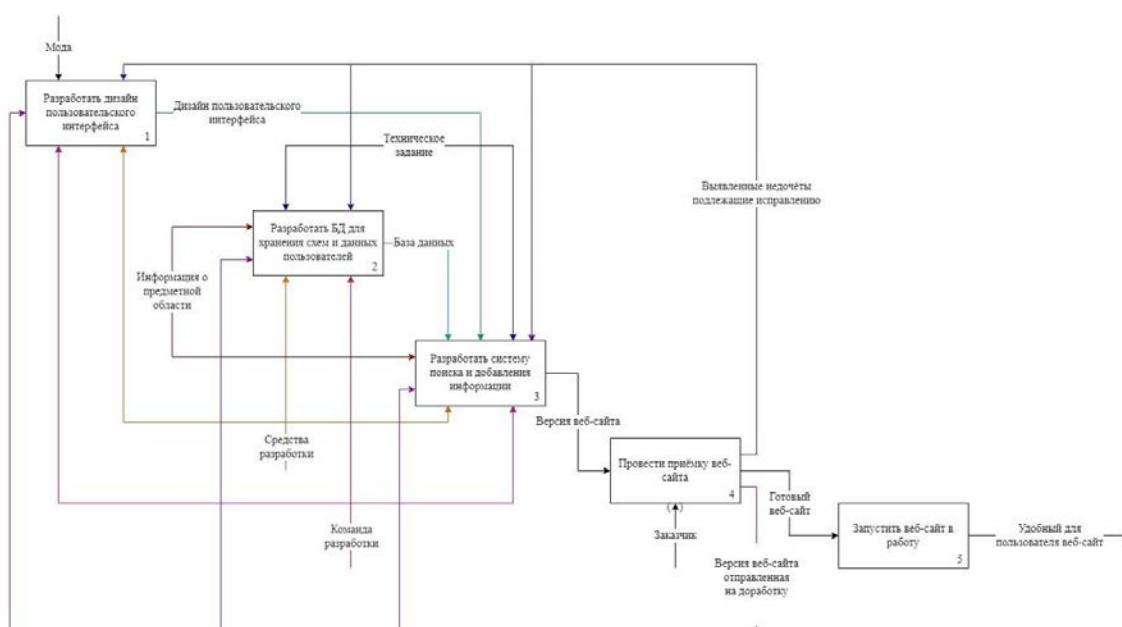 Мода
Разработать дизайн
пользовательского
интерфейса
1
Дизайн пользовательского
интерфейса
Техническое
задание
Выявленные недочёты
подлежащие исправлению
Разработать БД для
хранения схем и данных
пользователей
2
База данных
Информация о
предметной
области
Разработать систему
поиска и добавления
информации
3
Версия веб-сайта
Средства
разработки
Провести приёмку веб-
сайта
4
Готовый
веб-сайт
Команда
разработки
Заказчик
Запустить веб-сайт в
работу
5
Удобный для
пользователя веб-сайт
Версия веб-сайта
отправленная
на доработку